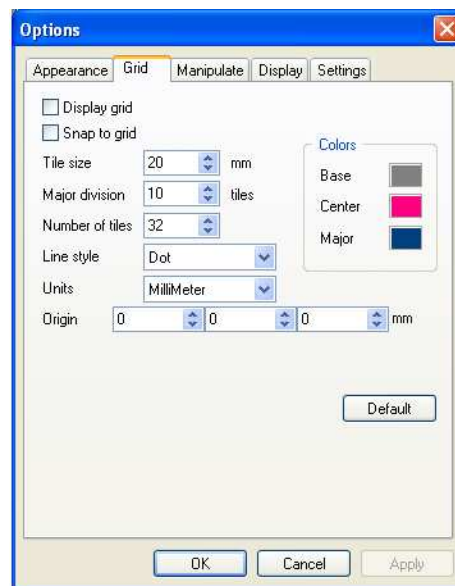 Options
Appearance Grid Manipulate Display Settings
Display grid
Snap to grid
Tile size 20 mm
Major division 10 tiles
Number of tiles 32
Line style Dot
Units MilliMeter
Origin 0 0 0 mm
Colors
Base
Center
Major
Default
OK Cancel Apply